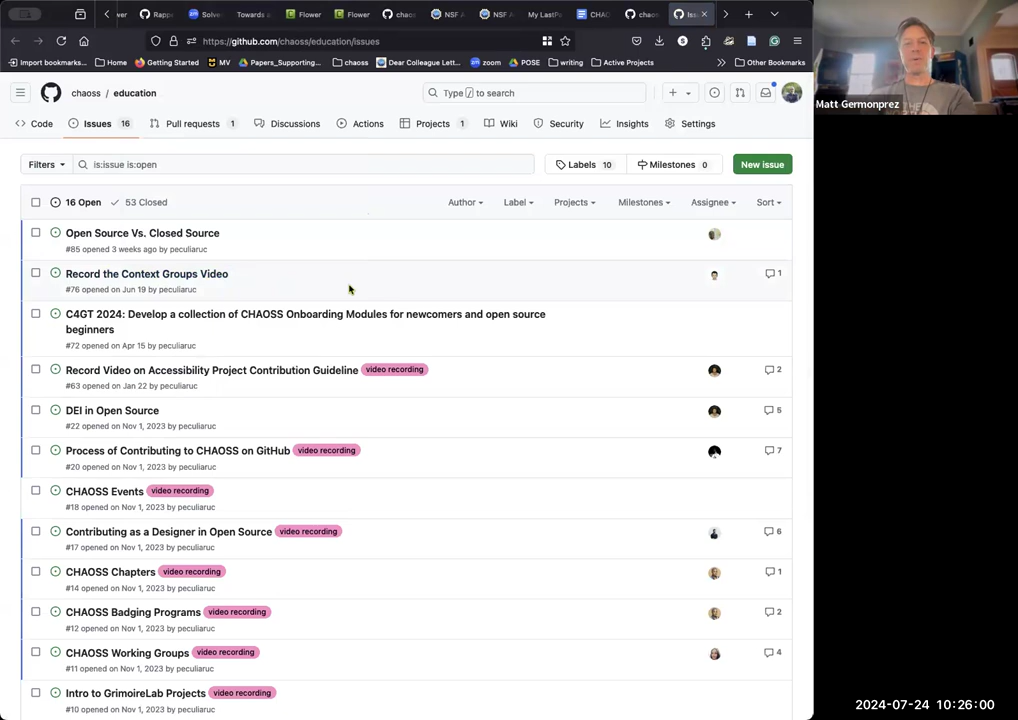 ver
Rappe
Solver
Towards a
Flower
Flower
chaos
NSF A
NSF A
My LastPa
CHAO
chaos
Iss
https://github.com/chaoss/education/issues
Import bookmarks...
Home
Getting Started
MV
Papers_Supporting...
chaoss
Dear Colleague Lett...
zoom
POSE
writing
Active Projects
Other Bookmarks
chaoss / education
Type / to search
Code
Issues 16
Pull requests 1
Discussions
Actions
Projects 1
Wiki
Security
Insights
Settings
Filters
is:issue is:open
Labels 10
Milestones 0
New issue
16 Open
53 Closed
Author
Label
Projects
Milestones
Assignee
Sort
Open Source Vs. Closed Source
#85 opened 3 weeks ago by peculiaruc
Record the Context Groups Video
1
#76 opened on Jun 19 by peculiaruc
C4GT 2024: Develop a collection of CHAOSS Onboarding Modules for newcomers and open source
beginners
#72 opened on Apr 15 by peculiaruc
Record Video on Accessibility Project Contribution Guideline video recording
2
#63 opened on Jan 22 by peculiaruc
DEI in Open Source
5
#22 opened on Nov 1, 2023 by peculiaruc
Process of Contributing to CHAOSS on GitHub video recording
7
#20 opened on Nov 1, 2023 by peculiaruc
CHAOSS Events video recording
#18 opened on Nov 1, 2023 by peculiaruc
Contributing as a Designer in Open Source video recording
6
#17 opened on Nov 1, 2023 by peculiaruc
CHAOSS Chapters video recording
1
#14 opened on Nov 1, 2023 by peculiaruc
CHAOSS Badging Programs video recording
2
#12 opened on Nov 1, 2023 by peculiaruc
CHAOSS Working Groups video recording
4
#11 opened on Nov 1, 2023 by peculiaruc
Intro to GrimoireLab Projects video recording
#10 opened on Nov 1, 2023 by peculiaruc
Matt Germonprez
2024-07-24 10:26:00